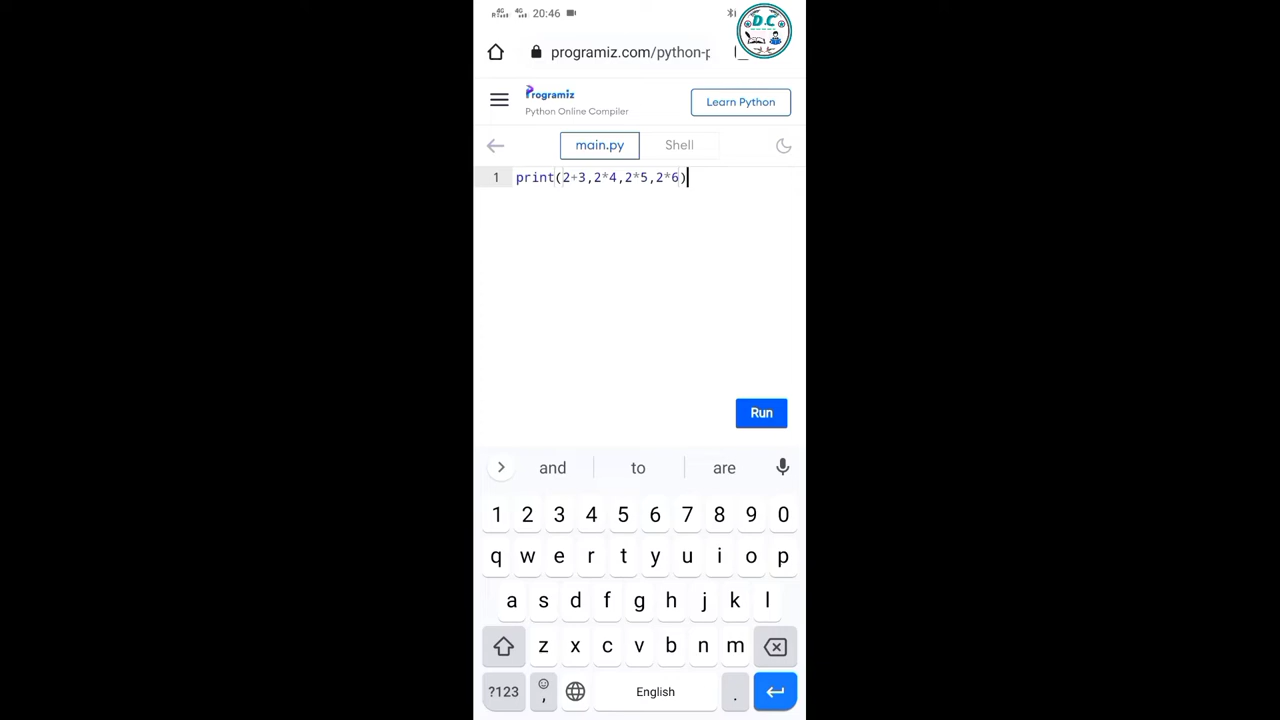 4G 4G 20:46
D.C
programiz.com/python-p
Programiz
Python Online Compiler
Learn Python
main.py
Shell
1 print(2+3,2*4,2*5,2*6)
Run
and to are
1 2 3 4 5 6 7 8 9 0
q w e r t y u i o p
a s d f g h j k l
z x c v b n m
?123 , English .